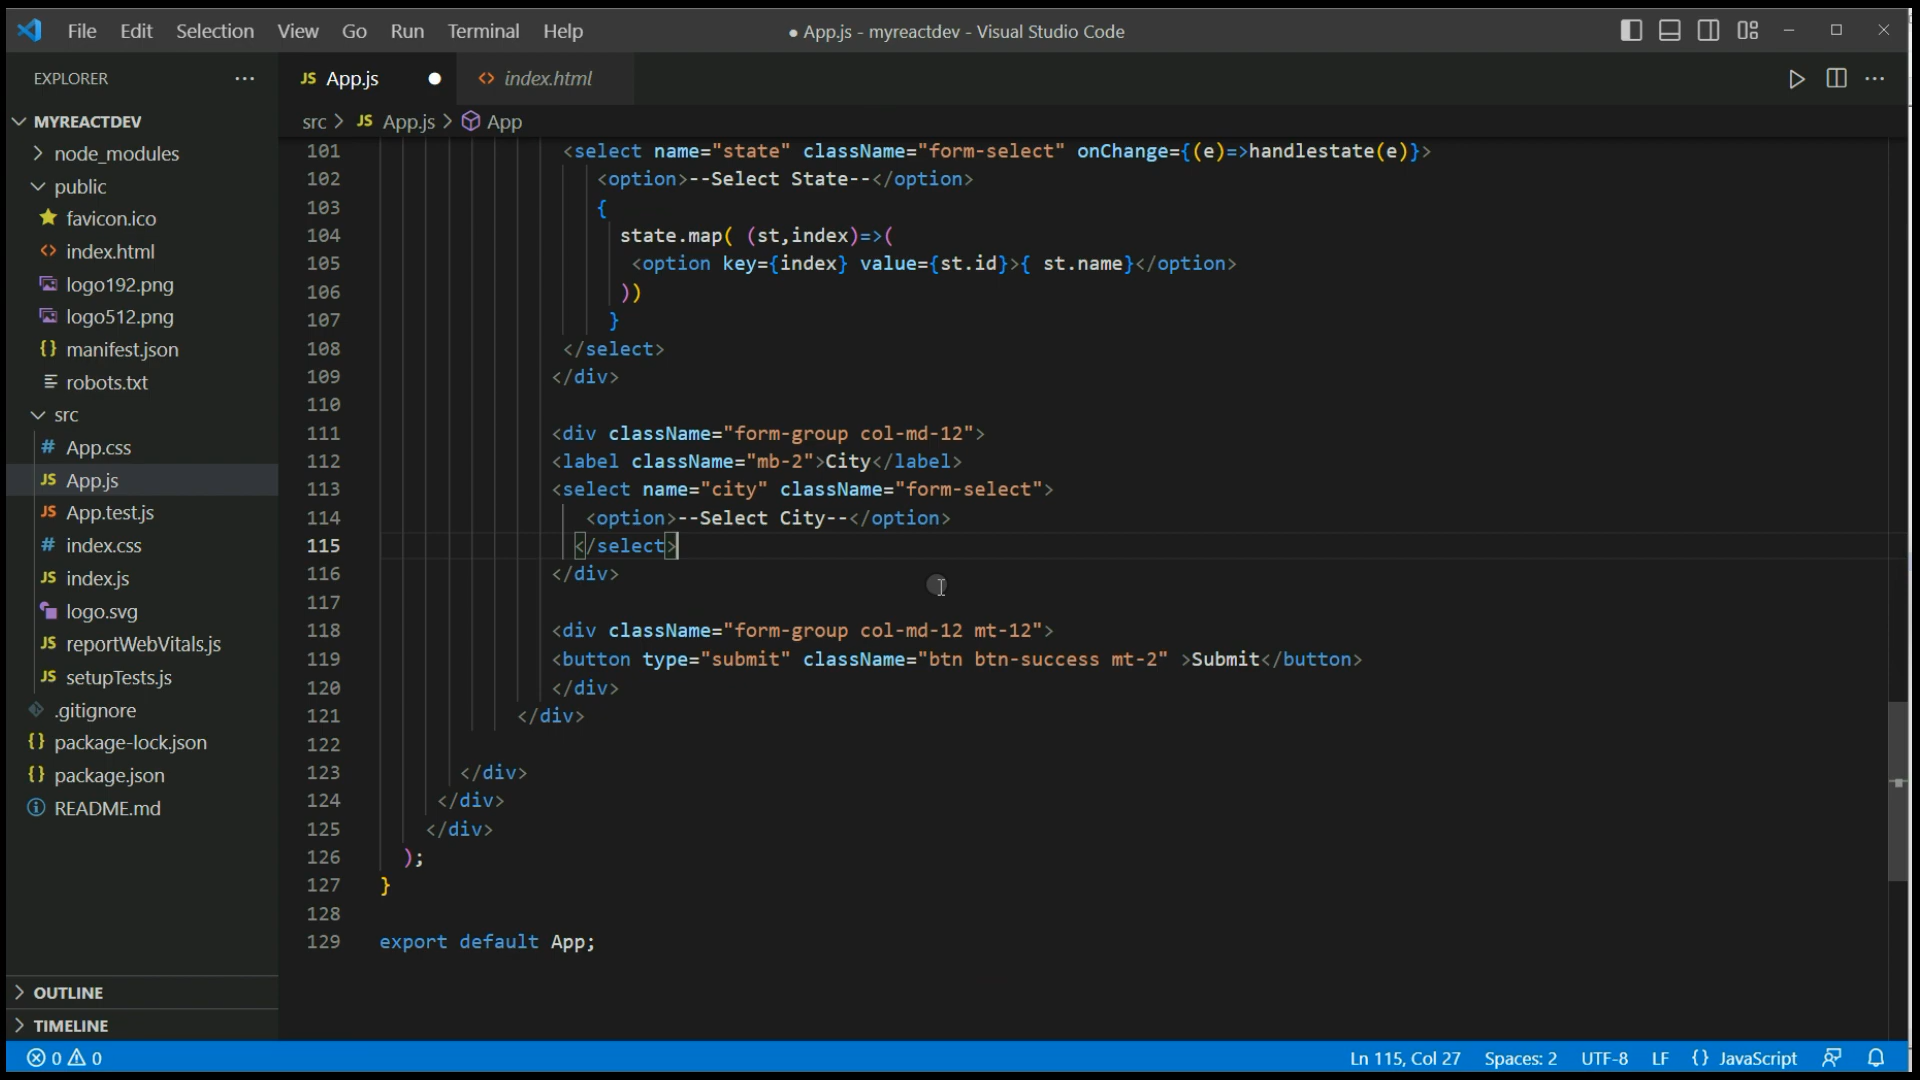 File Edit Selection View Go Run Terminal Help
● App.js - myreactdev - Visual Studio Code
EXPLORER
MYREACTDEV
node_modules
public
favicon.ico
index.html
logo192.png
logo512.png
{} manifest.json
robots.txt
src
# App.css
JS App.js
JS App.test.js
# index.css
JS index.js
logo.svg
JS reportWebVitals.js
JS setupTests.js
.gitignore
{} package-lock.json
{} package.json
README.md
OUTLINE
TIMELINE
JS App.js ●
<> index.html
src > JS App.js > App
101 <select name="state" className="form-select" onChange={(e)=>handlestate(e)}>
102 <option>--Select State--</option>
103 {
104 state.map( (st,index)=>(
105 <option key={index} value={st.id}>{ st.name}</option>
106 ))
107 }
108 </select>
109 </div>
110
111 <div className="form-group col-md-12">
112 <label className="mb-2">City</label>
113 <select name="city" className="form-select">
114 <option>--Select City--</option>
115 </select>
116 </div>
117
118 <div className="form-group col-md-12 mt-12">
119 <button type="submit" className="btn btn-success mt-2" >Submit</button>
120 </div>
121 </div>
122
123 </div>
124 </div>
125 </div>
126 );
127 }
128
129 export default App;
0 0
Ln 115, Col 27 Spaces: 2 UTF-8 LF {} JavaScript